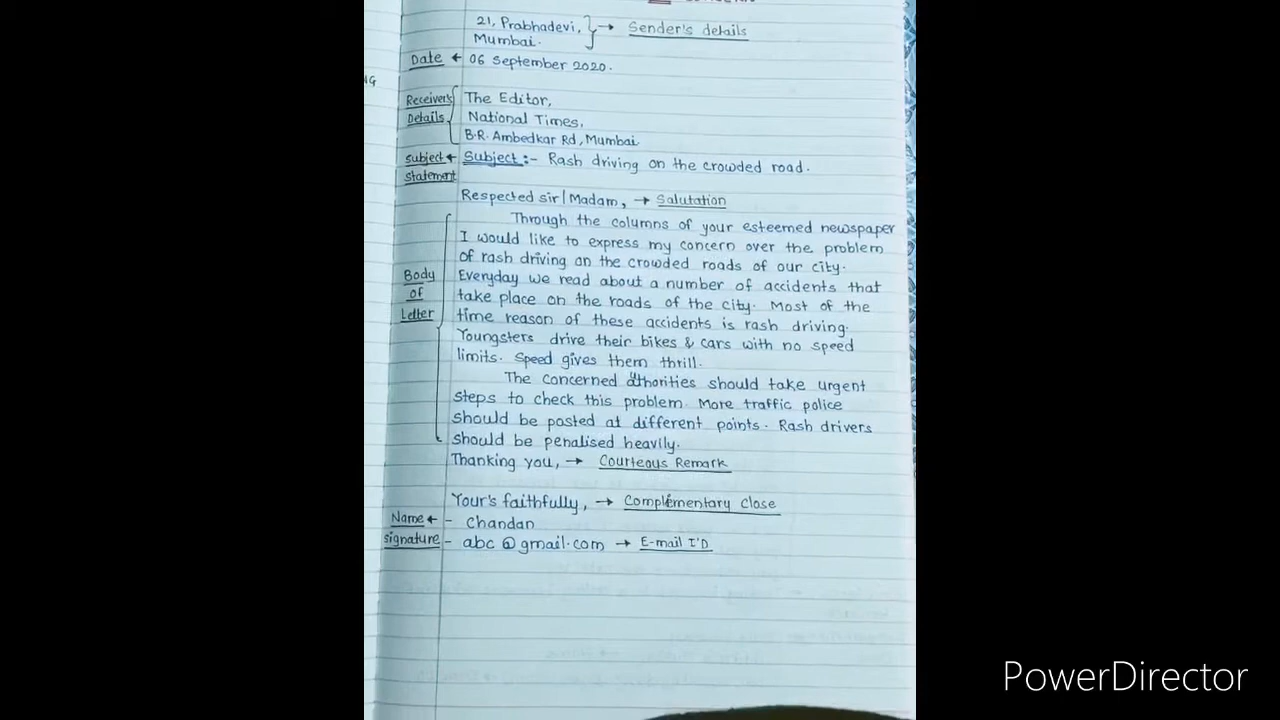 21, Prabhadevi, → Sender's details
Mumbai.
Date ← 06 September 2020.
NG
Receiver's The Editor,
Details National Times,
B.R. Ambedkar Rd, Mumbai.
Subject ← Subject :- Rash driving on the crowded road.
statement
Respected sir/Madam, → Salutation
Through the columns of your esteemed newspaper
I would like to express my concern over the problem
of rash driving on the crowded roads of our city.
Body Everyday we read about a number of accidents that
of take place on the roads of the city. Most of the
Letter time reason of these accidents is rash driving.
Youngsters drive their bikes & cars with no speed
limits. Speed gives them thrill.
The concerned authorities should take urgent
steps to check this problem. More traffic police
should be posted at different points. Rash drivers
should be penalised heavily.
Thanking you, → Courteous Remark
Your's faithfully, → Complementary Close
Name ← - Chandan
signature - abc@gmail.com → E-mail I'D
PowerDirector